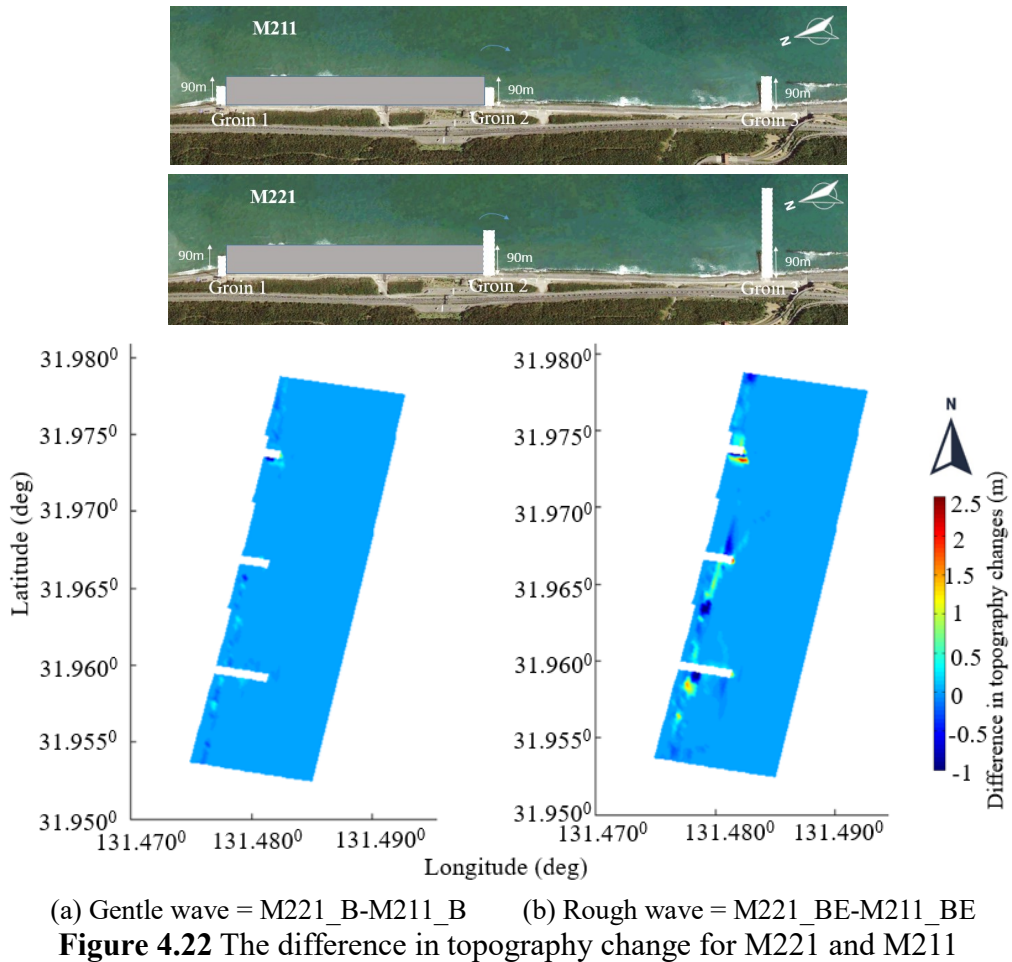 M211
N
90m
90m
90m
Groin 1
Groin 2
Groin 3
M221
N
90m
90m
90m
Groin 1
Groin 2
Groin 3
31.980⁰
31.975⁰
31.970⁰
31.965⁰
31.960⁰
31.955⁰
31.950⁰
131.470⁰
131.480⁰
131.490⁰
Latitude (deg)
31.980⁰
31.975⁰
31.970⁰
31.965⁰
31.960⁰
31.955⁰
31.950⁰
131.470⁰
131.480⁰
131.490⁰
Longitude (deg)
N
2.5
2
1.5
1
0.5
0
-0.5
-1
Difference in topography changes (m)
(a) Gentle wave = M221_B-M211_B
(b) Rough wave = M221_BE-M211_BE
Figure 4.22 The difference in topography change for M221 and M211